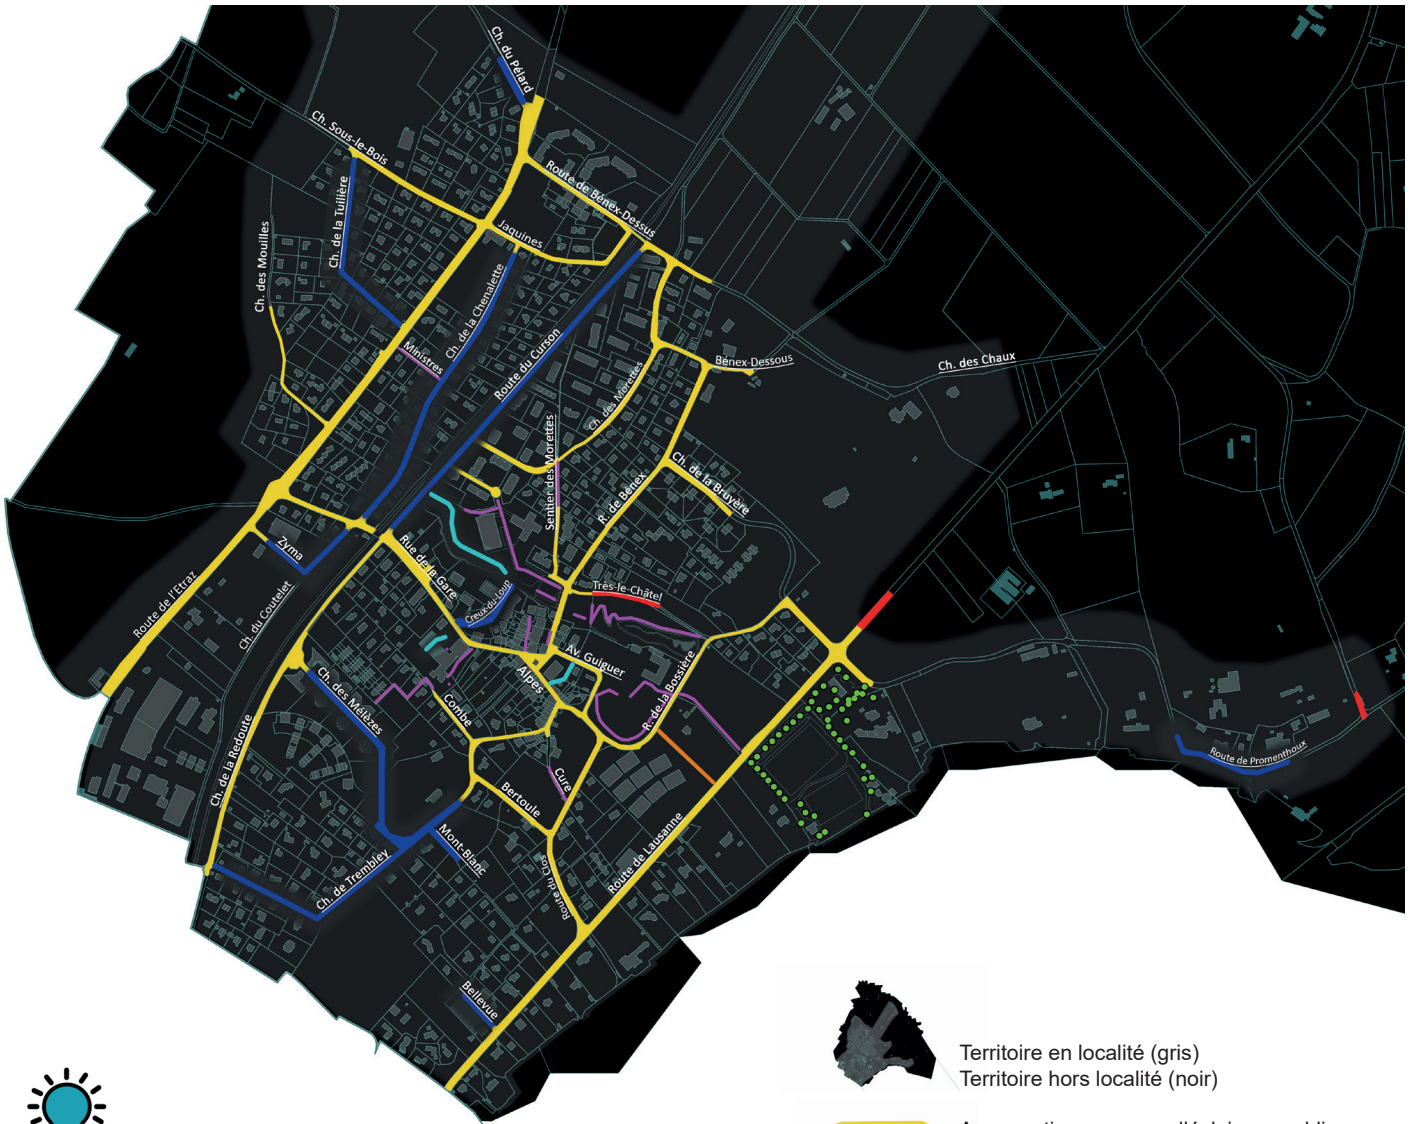 Ch. du Pélard
Ch. Sous-le-Bois
Route de Bénex-Dessus
Ch. de la Tuilière
Jaquines
Ch. des Mouilles
Ch. de la Chenalette
Route du Curson
Ministres
Bénex-Dessous
Ch. des Chaux
Ch. des Morettes
Sentier des Morettes
Ch. de la Bruyère
R. de Bénex
Zyma
Rue de la Gare
Creux-du-Loup
Très-le-Châtel
Route de l'Etraz
Ch. du Coutelet
Av. Guiguer
Alpes
R. de la Bossière
Ch. des Mélèzes
Combe
Route de Promenthoux
Ch. de la Redoute
Cure
Bertoule
Mont-Blanc
Route de Lausanne
Ch. de Trembley
Route du Clos
Bellevue
Territoire en localité (gris)
Territoire hors localité (noir)